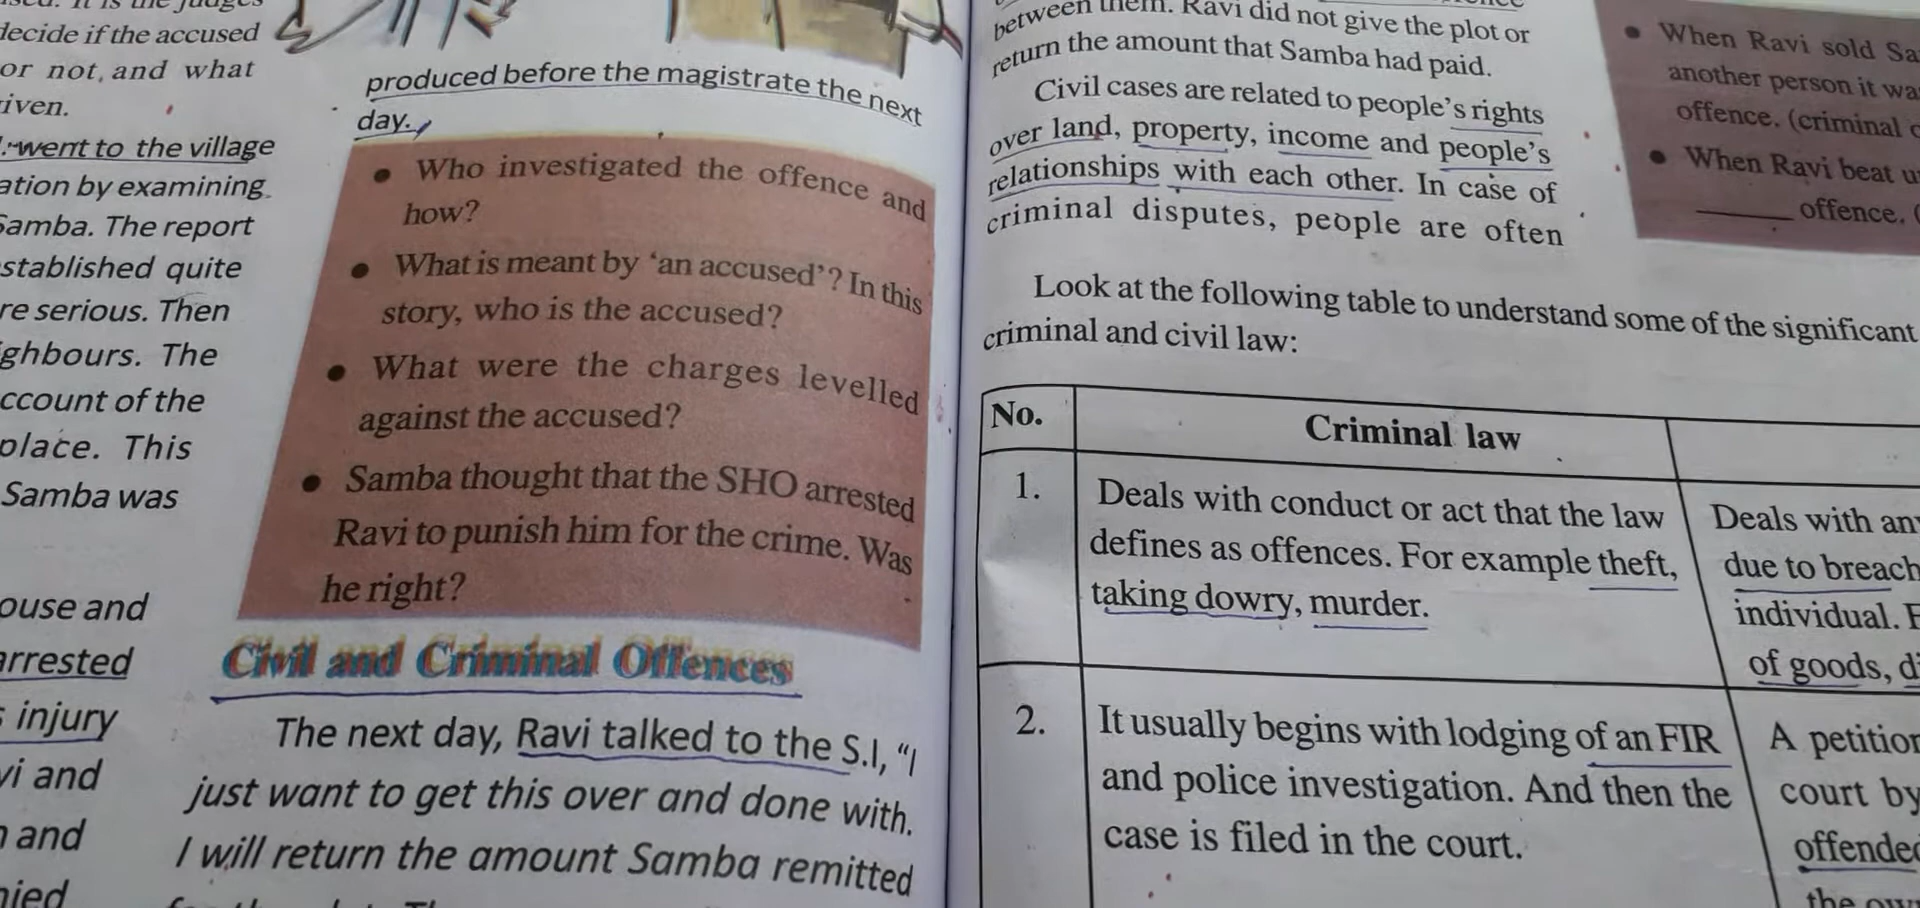 decide if the accused
or not, and what
went to the village
by examining
Samba. The report
quite
serious. Then
The
of the
place. This
Samba was
and
arrested
injury
and
and
produced before the magistrate the next
day.
• Who investigated the offence and
how?
• What is meant by ‘an accused’? In this
story, who is the accused?
• What were the charges levelled
against the accused?
• Samba thought that the SHO arrested
Ravi to punish him for the crime. Was
he right?
Civil and Criminal Offences
The next day, Ravi talked to the S.I, “I
just want to get this over and done with.
I will return the amount Samba remitted
between them. Ravi did not give the plot or
return the amount that Samba had paid.
Civil cases are related to people’s rights
over land, property, income and people’s
relationships with each other. In case of
criminal disputes, people are often
• When Ravi sold
another person it
offence. (criminal
• When Ravi beat
______ offence. (
Look at the following table to understand some of the significant
criminal and civil law:
No.
Criminal law
1.
Deals with conduct or act that the law
defines as offences. For example theft,
taking dowry, murder.
Deals with
due to breach
individual.
of goods,
2.
It usually begins with lodging of an FIR
and police investigation. And then the
case is filed in the court.
A
court by
the